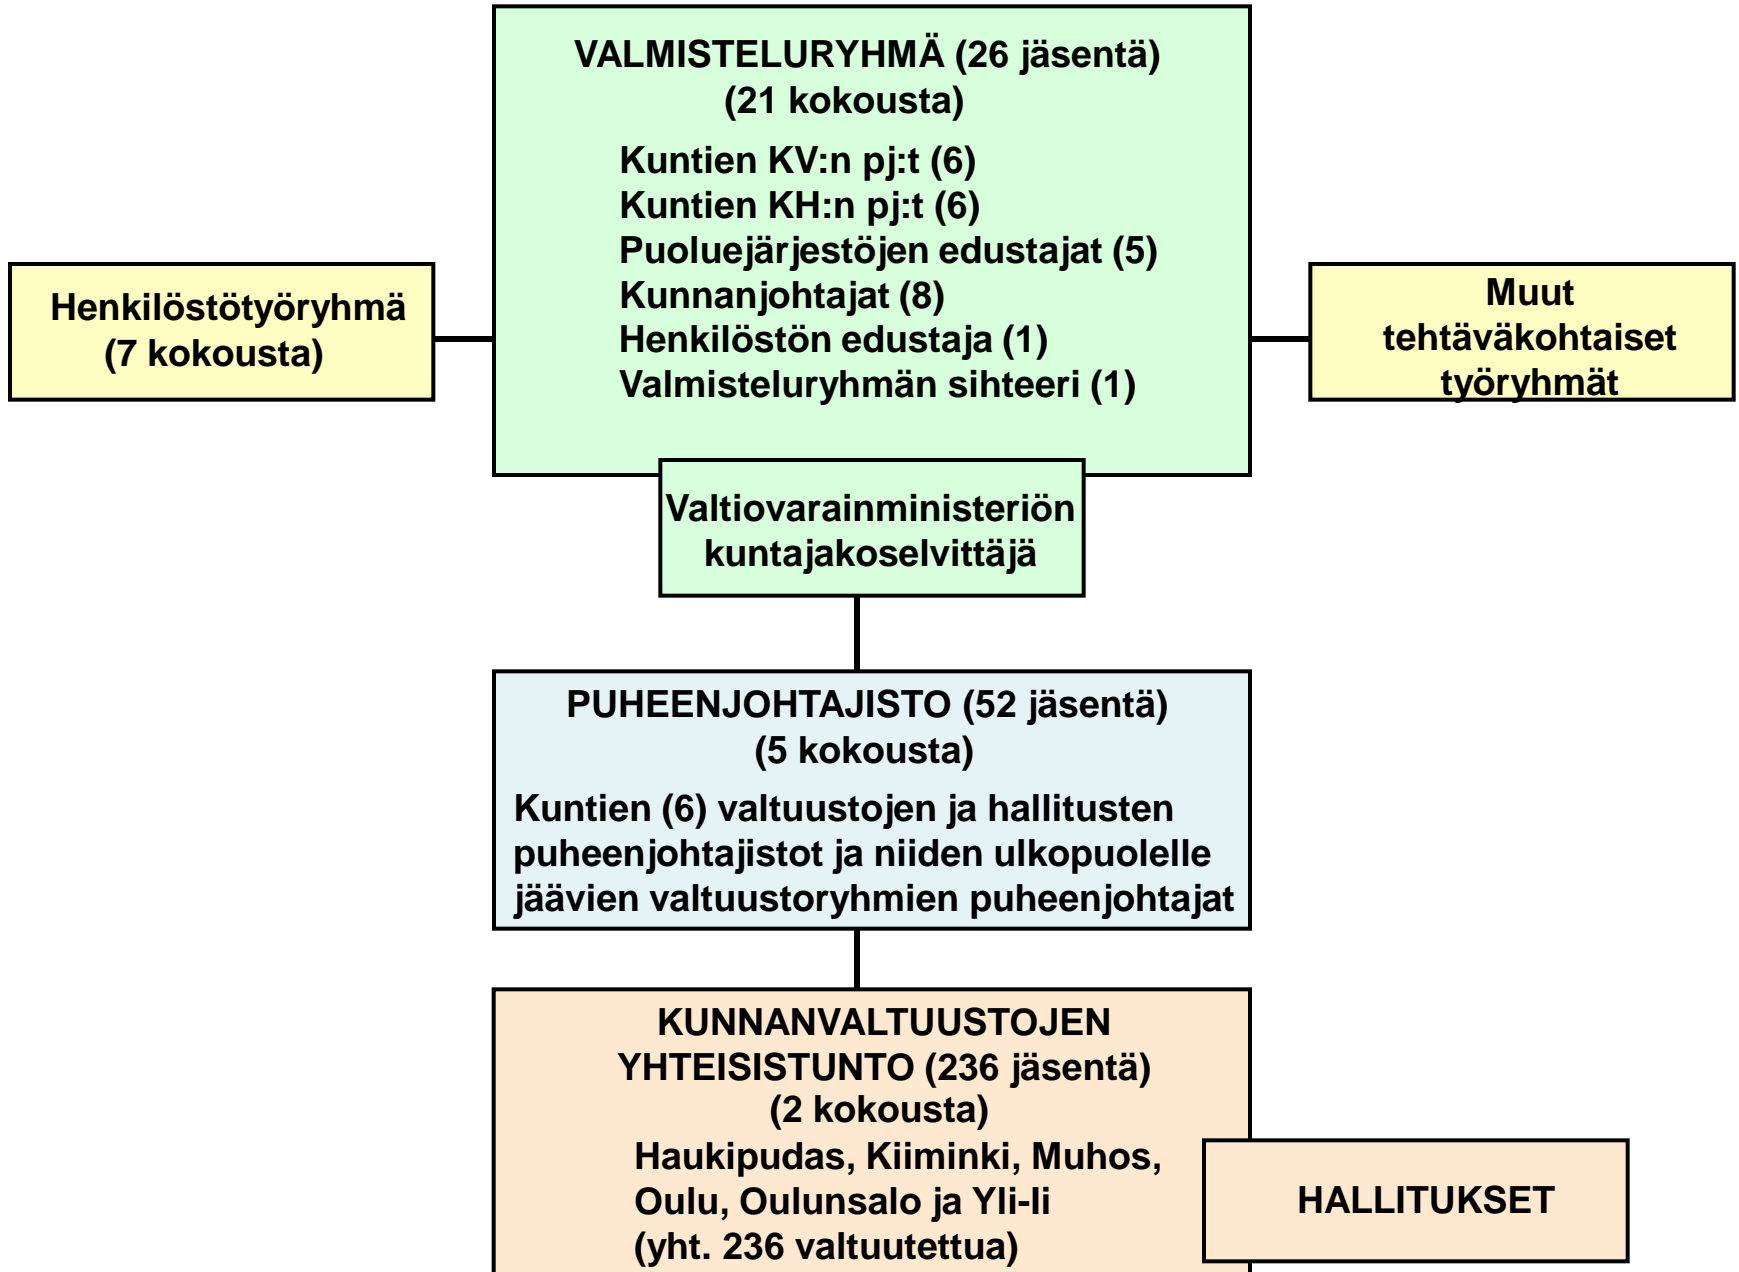 VALMISTELURYHMÄ (26 jäsentä)
(21 kokousta)
Kuntien KV:n pj:t (6)
Kuntien KH:n pj:t (6)
Puoluejärjestöjen edustajat (5)
Kunnanjohtajat (8)
Henkilöstön edustaja (1)
Valmisteluryhmän sihteeri (1)
Henkilöstötyöryhmä
(7 kokousta)
Muut
tehtäväkohtaiset
työryhmät
Valtiovarainministeriön
kuntajakoselvittäjä
PUHEENJOHTAJISTO (52 jäsentä)
(5 kokousta)
Kuntien (6) valtuustojen ja hallitusten
puheenjohtajistot ja niiden ulkopuolelle
jäävien valtuustoryhmien puheenjohtajat
KUNNANVALTUUSTOJEN
YHTEISISTUNTO (236 jäsentä)
(2 kokousta)
Haukipudas, Kiiminki, Muhos,
Oulu, Oulunsalo ja Yli-Ii
(yht. 236 valtuutettua)
HALLITUKSET